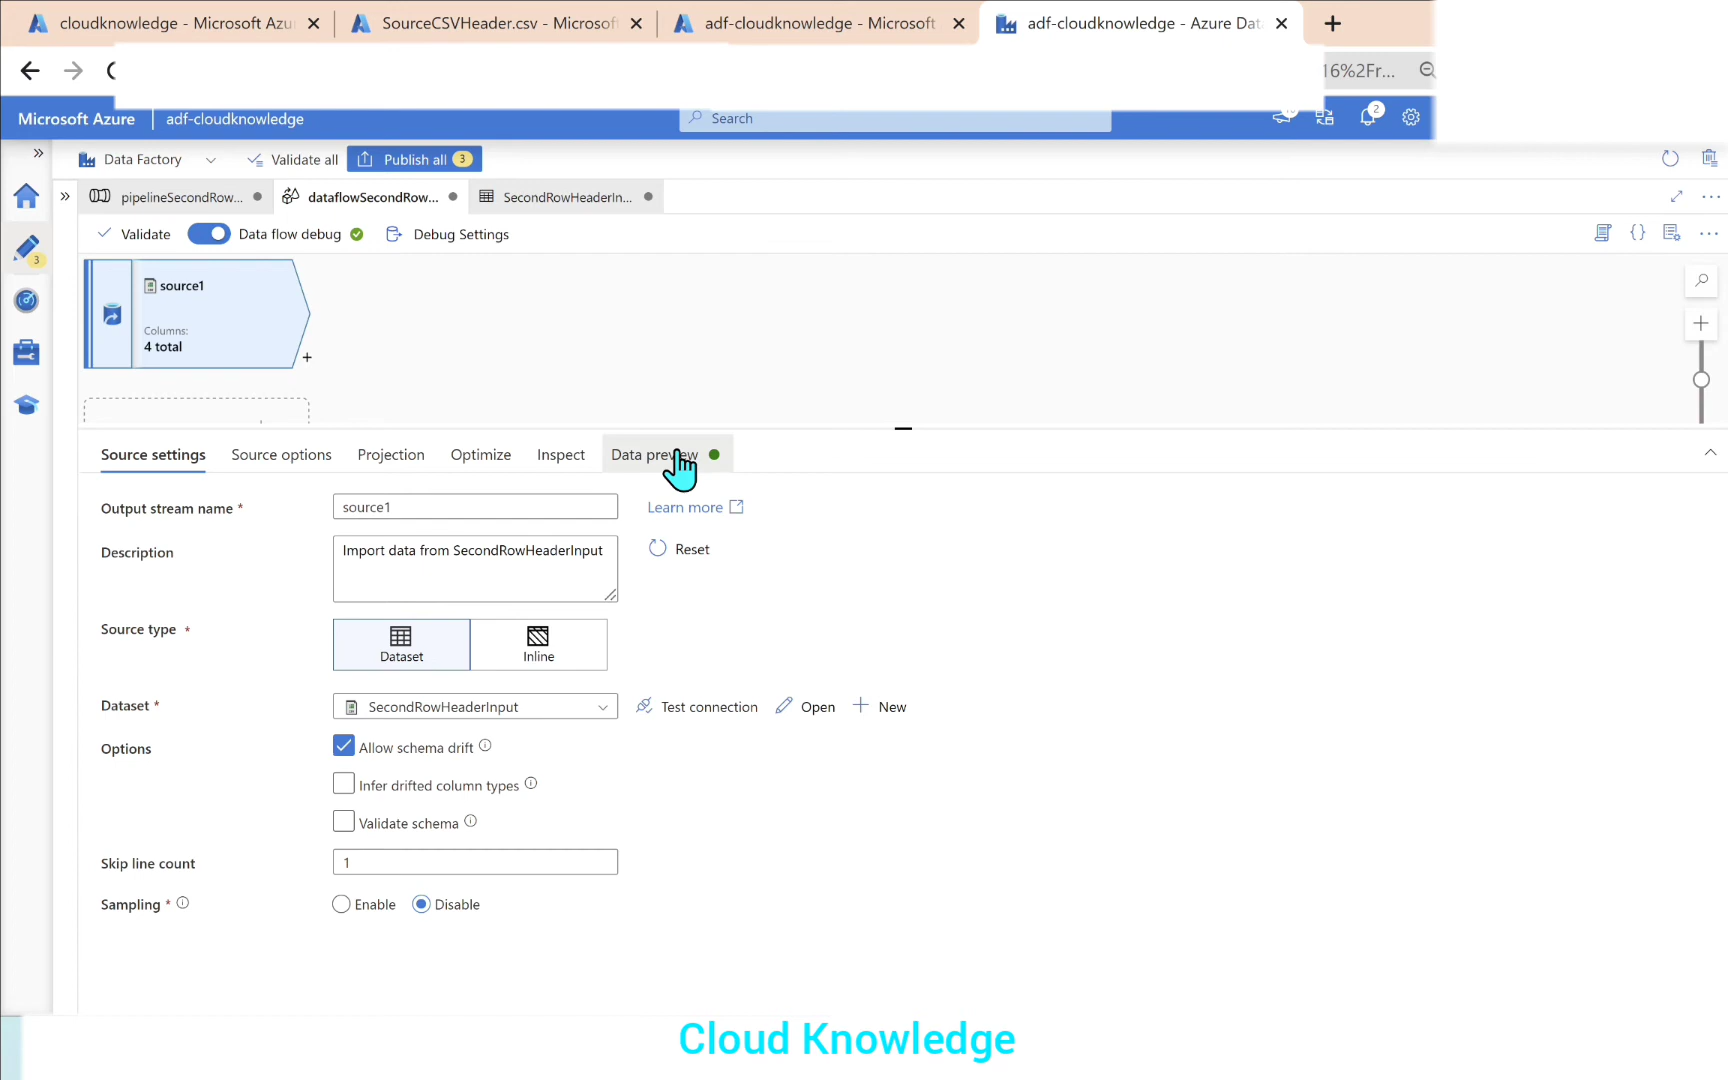 cloudknowledge - Microsoft Azu
SourceCSVHeader.csv - Microsoft
adf-cloudknowledge - Microsoft
adf-cloudknowledge - Azure Dat
16%2Fr...
Microsoft Azure
adf-cloudknowledge
Search
2
Data Factory
Validate all
Publish all 3
pipelineSecondRow...
dataflowSecondRow...
SecondRowHeaderIn...
Validate
Data flow debug
Debug Settings
3
source1
Columns:
4 total
Source settings
Source options
Projection
Optimize
Inspect
Data preview
Output stream name *
source1
Learn more
Description
Import data from SecondRowHeaderInput
Reset
Source type *
Dataset
Inline
Dataset *
SecondRowHeaderInput
Test connection
Open
New
Options
Allow schema drift
Infer drifted column types
Validate schema
Skip line count
1
Sampling *
Enable
Disable
Cloud Knowledge